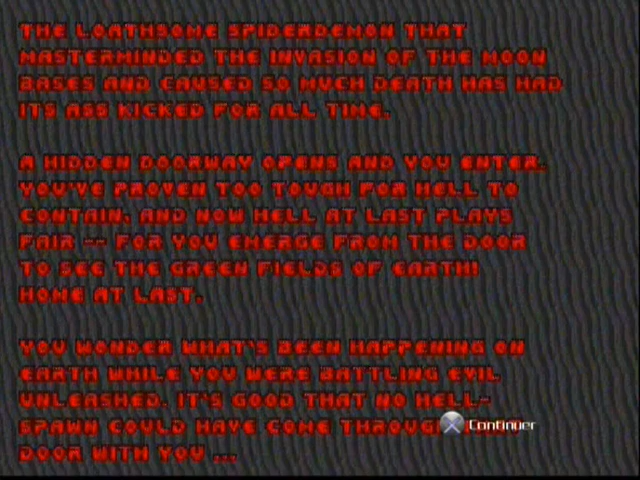 THE LOATHSOME SPIDERDEMON THAT
MASTERMINDED THE INVASION OF THE MOON
BASES AND CAUSED SO MUCH DEATH HAS HAD
ITS ASS KICKED FOR ALL TIME.
A HIDDEN DOORWAY OPENS AND YOU ENTER.
YOU'VE PROVEN TOO TOUGH FOR HELL TO
CONTAIN, AND NOW HELL AT LAST PLAYS
FAIR -- FOR YOU EMERGE FROM THE DOOR
TO SEE THE GREEN FIELDS OF EARTH!
HOME AT LAST.
YOU WONDER WHAT'S BEEN HAPPENING ON
EARTH WHILE YOU WERE BATTLING EVIL
UNLEASHED. IT'S GOOD THAT NO HELL-
SPAWN COULD HAVE COME THROUGH
Continuer
DOOR WITH YOU ...